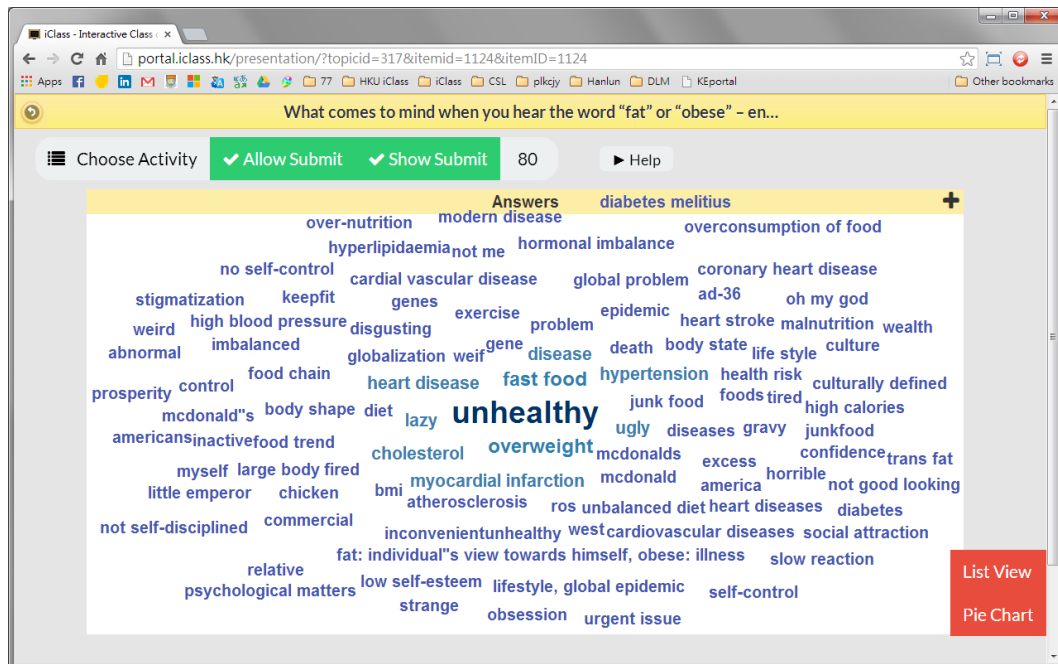 iClass - Interactive Class
portal.iclass.hk/presentation/?topicid=317&itemid=1124&itemID=1124
Apps 77 HKU iClass iClass CSL plkcjy Hanlun DLM KEportal Other bookmarks
What comes to mind when you hear the word “fat” or “obese” – en...
Choose Activity Allow Submit Show Submit 80 Help
Answers diabetes melitius
over-nutrition modern disease overconsumption of food
hyperlipidaemia not me hormonal imbalance
no self-control cardial vascular disease global problem coronary heart disease
stigmatization keepfit genes exercise epidemic ad-36 oh my god
weird high blood pressure disgusting problem heart stroke malnutrition wealth
abnormal imbalanced globalization weif gene disease death body state life style culture
prosperity control food chain heart disease fast food hypertension health risk culturally defined
mcdonald"s body shape diet lazy unhealthy junk food foods tired high calories
americans inactive food trend cholesterol overweight ugly diseases gravy junkfood
mcdonalds excess confidence trans fat
myself large body fired myocardial infarction mcdonald america horrible not good looking
little emperor chicken bmi atherosclerosis ros unbalanced diet heart diseases diabetes
not self-disciplined commercial inconvenientunhealthy west cardiovascular diseases social attraction
fat: individual"s view towards himself, obese: illness slow reaction
relative
psychological matters low self-esteem lifestyle, global epidemic self-control
strange obsession urgent issue
List View
Pie Chart